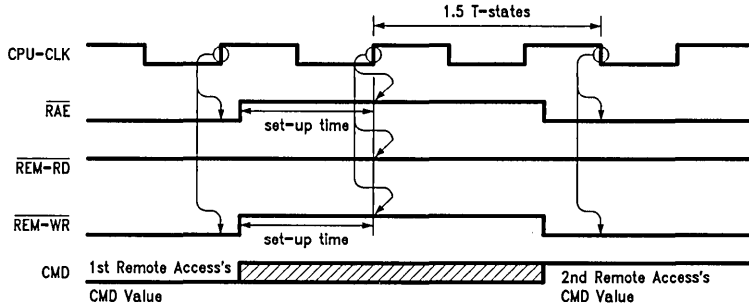 1.5 T-states
CPU-CLK
RAE
set-up time
REM-RD
REM-WR
set-up time
CMD
1st Remote Access's
CMD Value
2nd Remote Access's
CMD Value